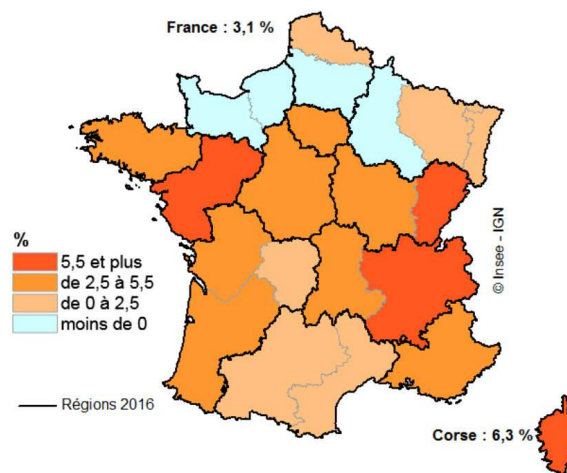 France : 3,1 %
%
5,5 et plus
de 2,5 à 5,5
de 0 à 2,5
moins de 0
© Insee - IGN
Régions 2016
Corse : 6,3 %